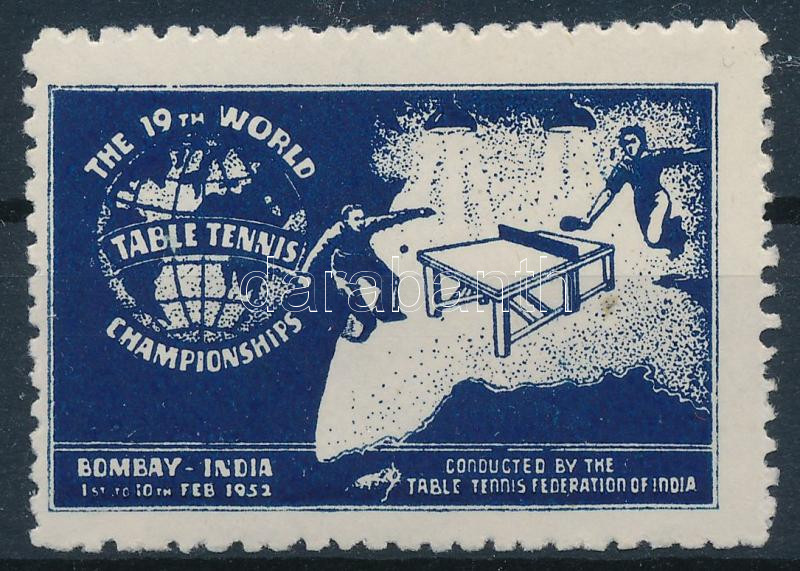 THE 19TH WORLD
TABLE TENNIS
CHAMPIONSHIPS
darabanth
BOMBAY - INDIA
1ST TO 10TH FEB 1952
CONDUCTED BY THE
TABLE TENNIS FEDERATION OF INDIA